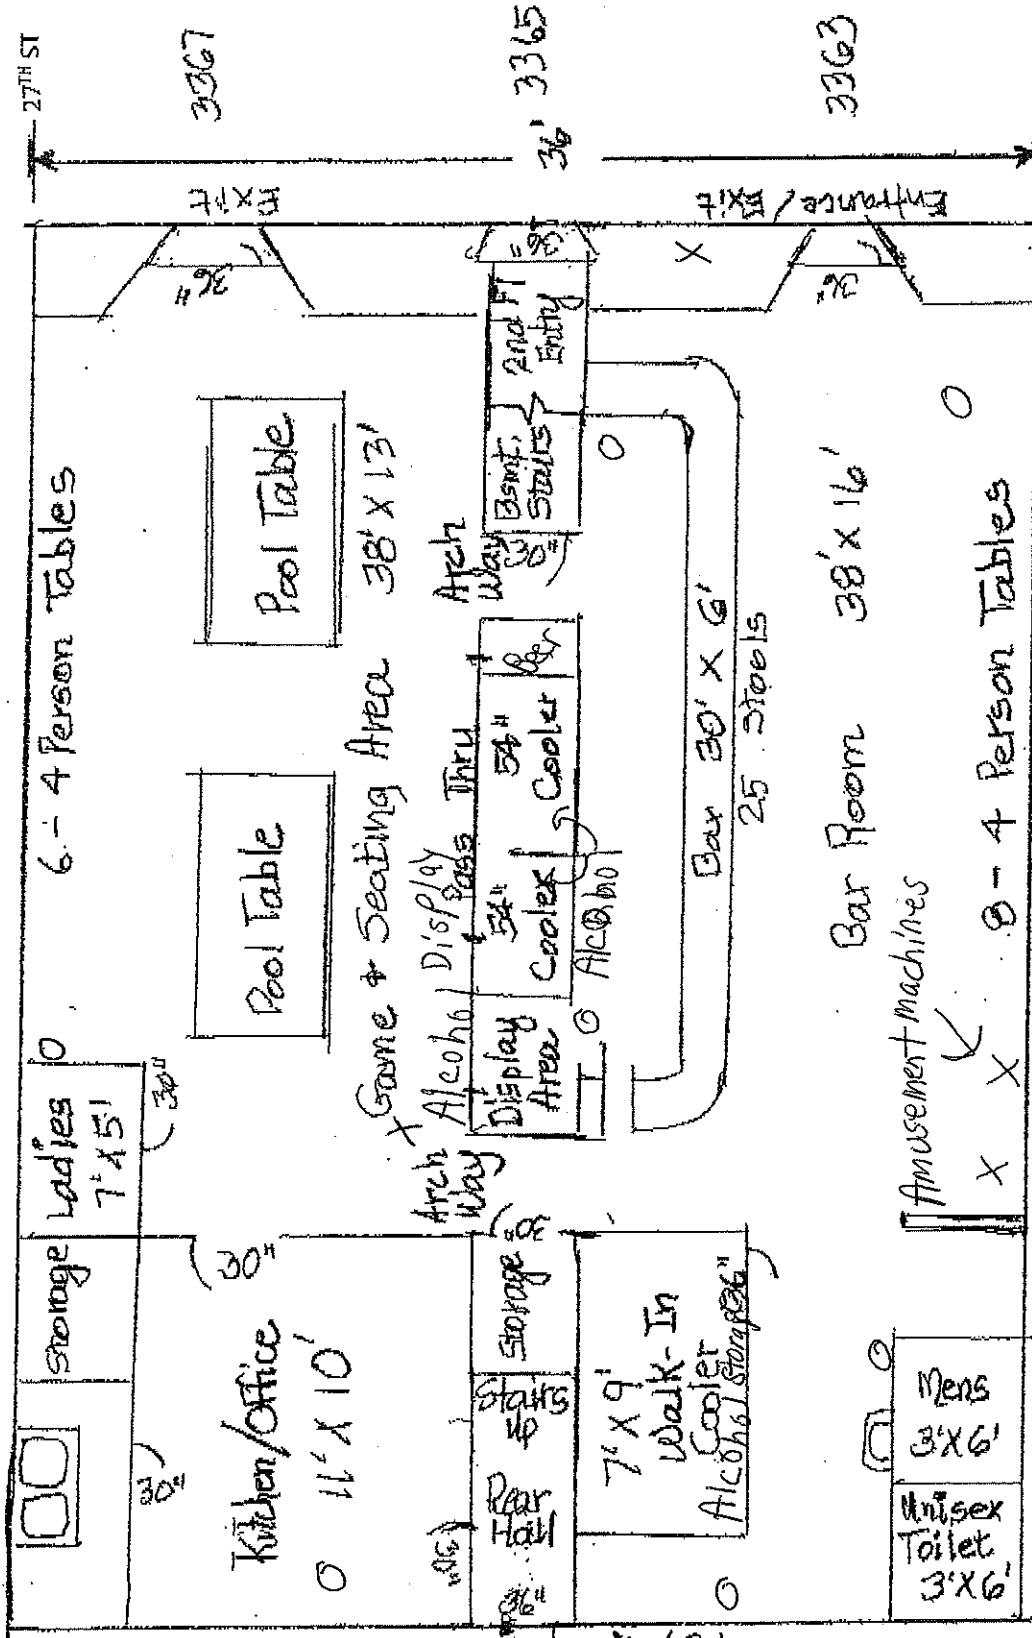 27TH ST
3367
36' 3365
3363
Exit
Entrance / Exit
36"
36"
36"
X
6 - 4 Person Tables
Pool Table
Pool Table
Game & Seating Area 38' X 13'
X
Arch
Way
30"
Bsmt.
Stairs
2nd Fl
Entry
Alcohol Display
Pass Thru
Display
Area
54"
Cooler
54"
Cooler
Beer
Alcohol
Bar 30' X 6'
25 Stools
Bar Room 38' X 16'
Amusement machines
X X
8 - 4 Person Tables
Ladies
7' X 5'
30"
Storage
30"
30"
Kitchen/Office
11' X 10'
Arch
Way
30"
Storage
Stairs
up
Rear
Hall
30"
36"
7' X 9'
Walk-In
Cooler
Alcohol Storage
36"
Mens
3'X6'
Unisex
Toilet
3'X6'